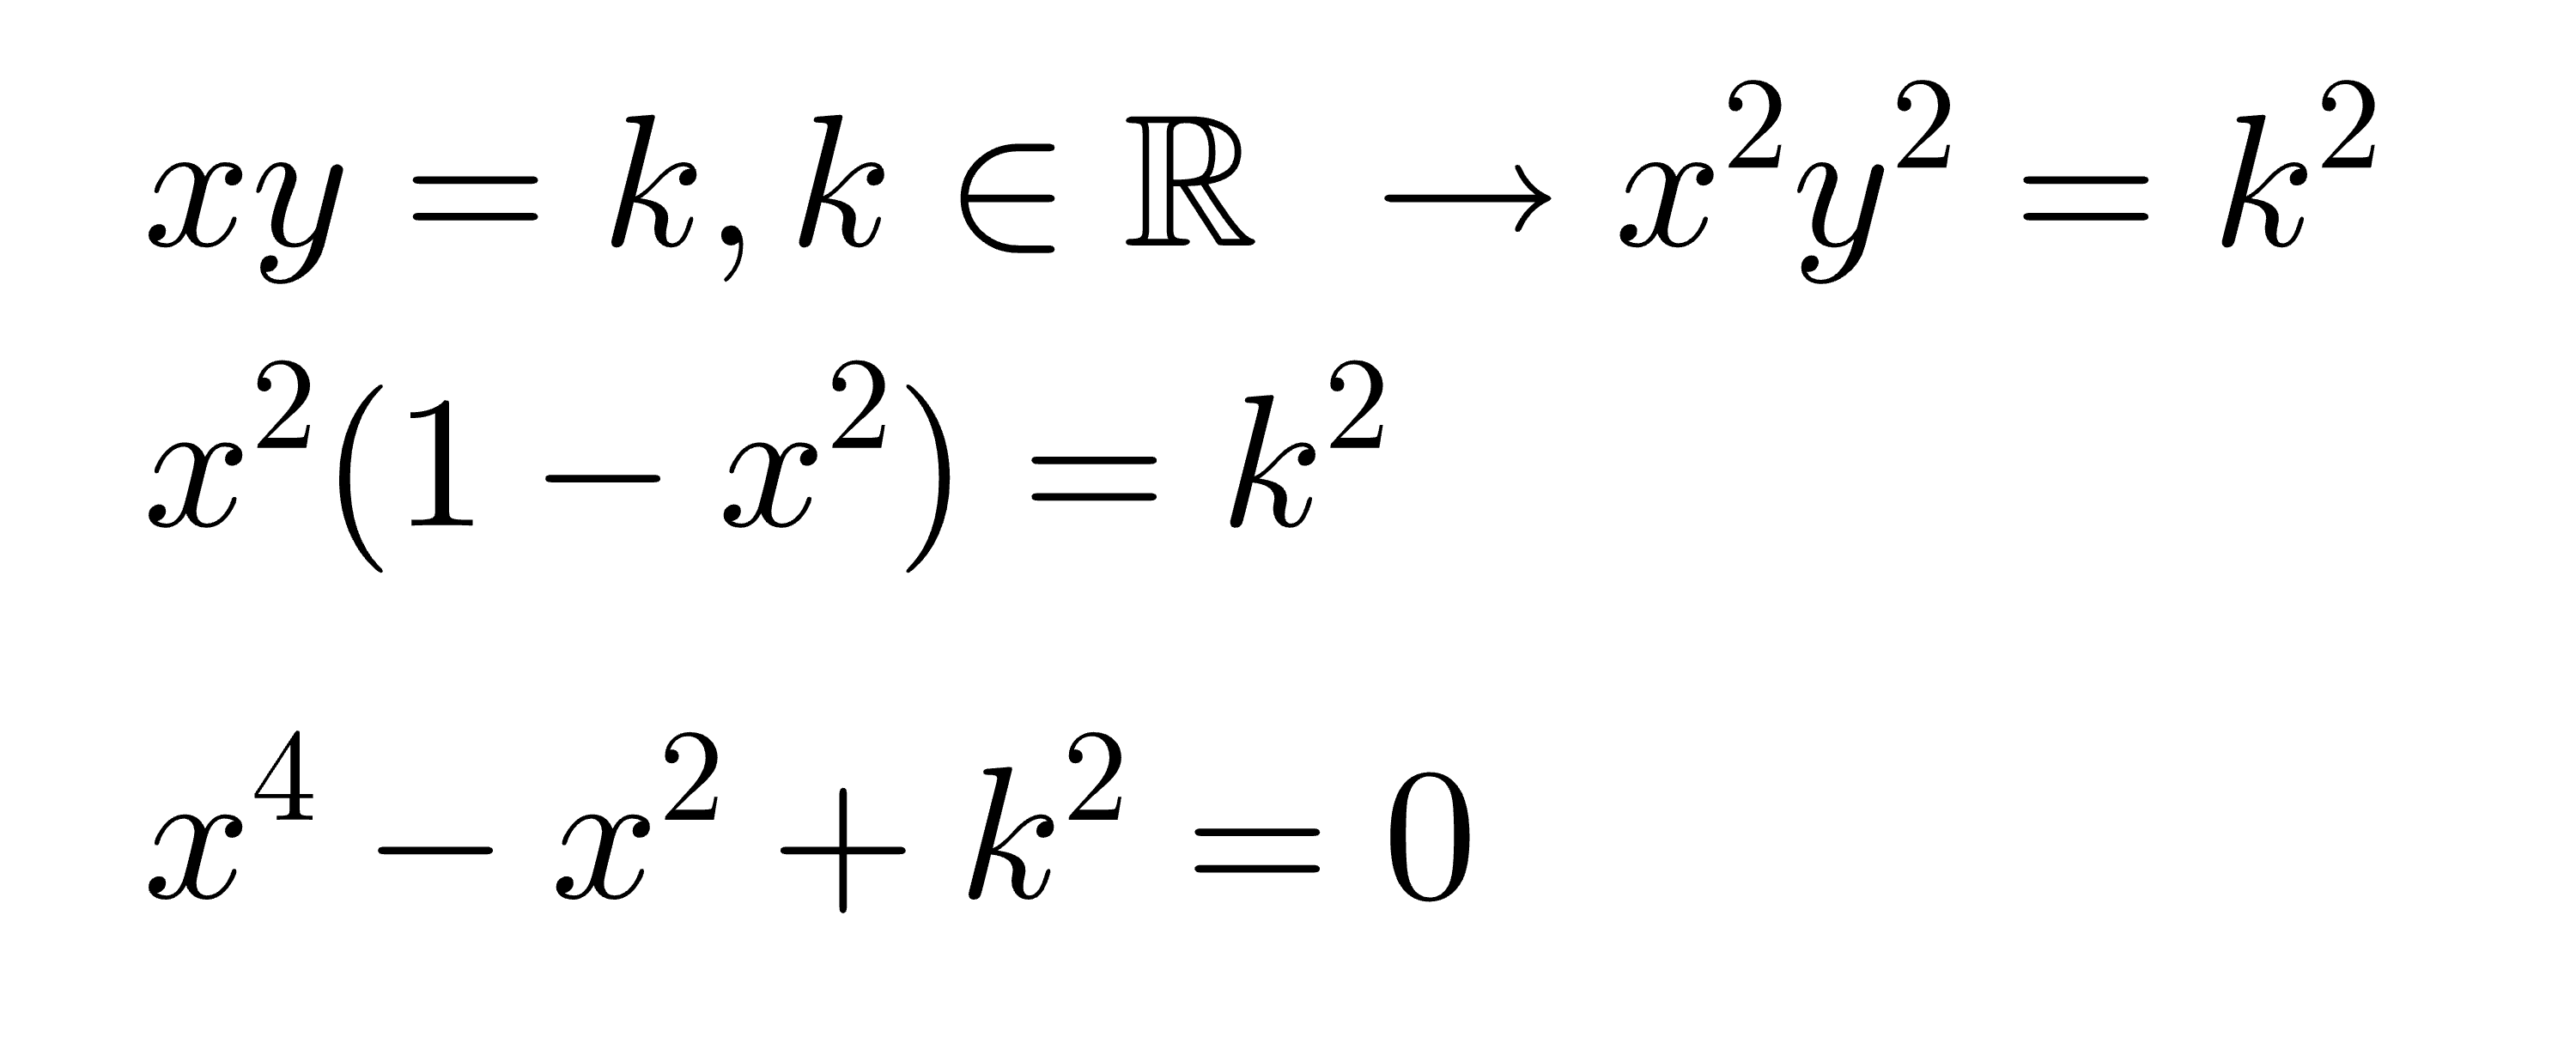 xy = k, k ∈ ℝ → x²y² = k²
x²(1 − x²) = k²
x⁴ − x² + k² = 0